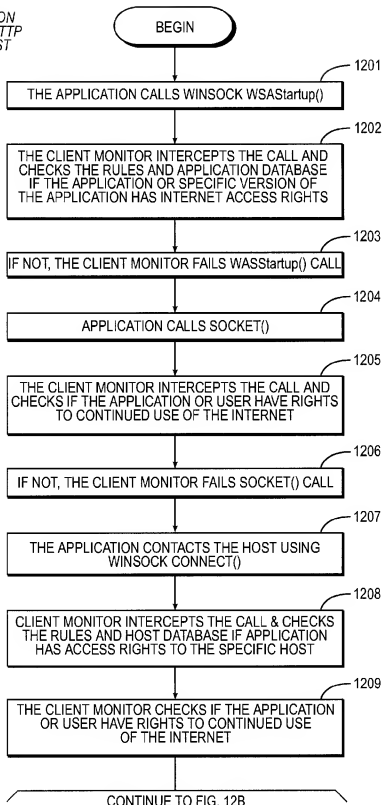 ON
TTP
ST
BEGIN
1201
THE APPLICATION CALLS WINSOCK WSAStartup()
1202
THE CLIENT MONITOR INTERCEPTS THE CALL AND
CHECKS THE RULES AND APPLICATION DATABASE
IF THE APPLICATION OR SPECIFIC VERSION OF
THE APPLICATION HAS INTERNET ACCESS RIGHTS
1203
IF NOT, THE CLIENT MONITOR FAILS WASStartup() CALL
1204
APPLICATION CALLS SOCKET()
1205
THE CLIENT MONITOR INTERCEPTS THE CALL AND
CHECKS IF THE APPLICATION OR USER HAVE RIGHTS
TO CONTINUED USE OF THE INTERNET
1206
IF NOT, THE CLIENT MONITOR FAILS SOCKET() CALL
1207
THE APPLICATION CONTACTS THE HOST USING
WINSOCK CONNECT()
1208
CLIENT MONITOR INTERCEPTS THE CALL & CHECKS
THE RULES AND HOST DATABASE IF APPLICATION
HAS ACCESS RIGHTS TO THE SPECIFIC HOST
1209
THE CLIENT MONITOR CHECKS IF THE APPLICATION
OR USER HAVE RIGHTS TO CONTINUED USE
OF THE INTERNET
CONTINUE TO FIG. 12B